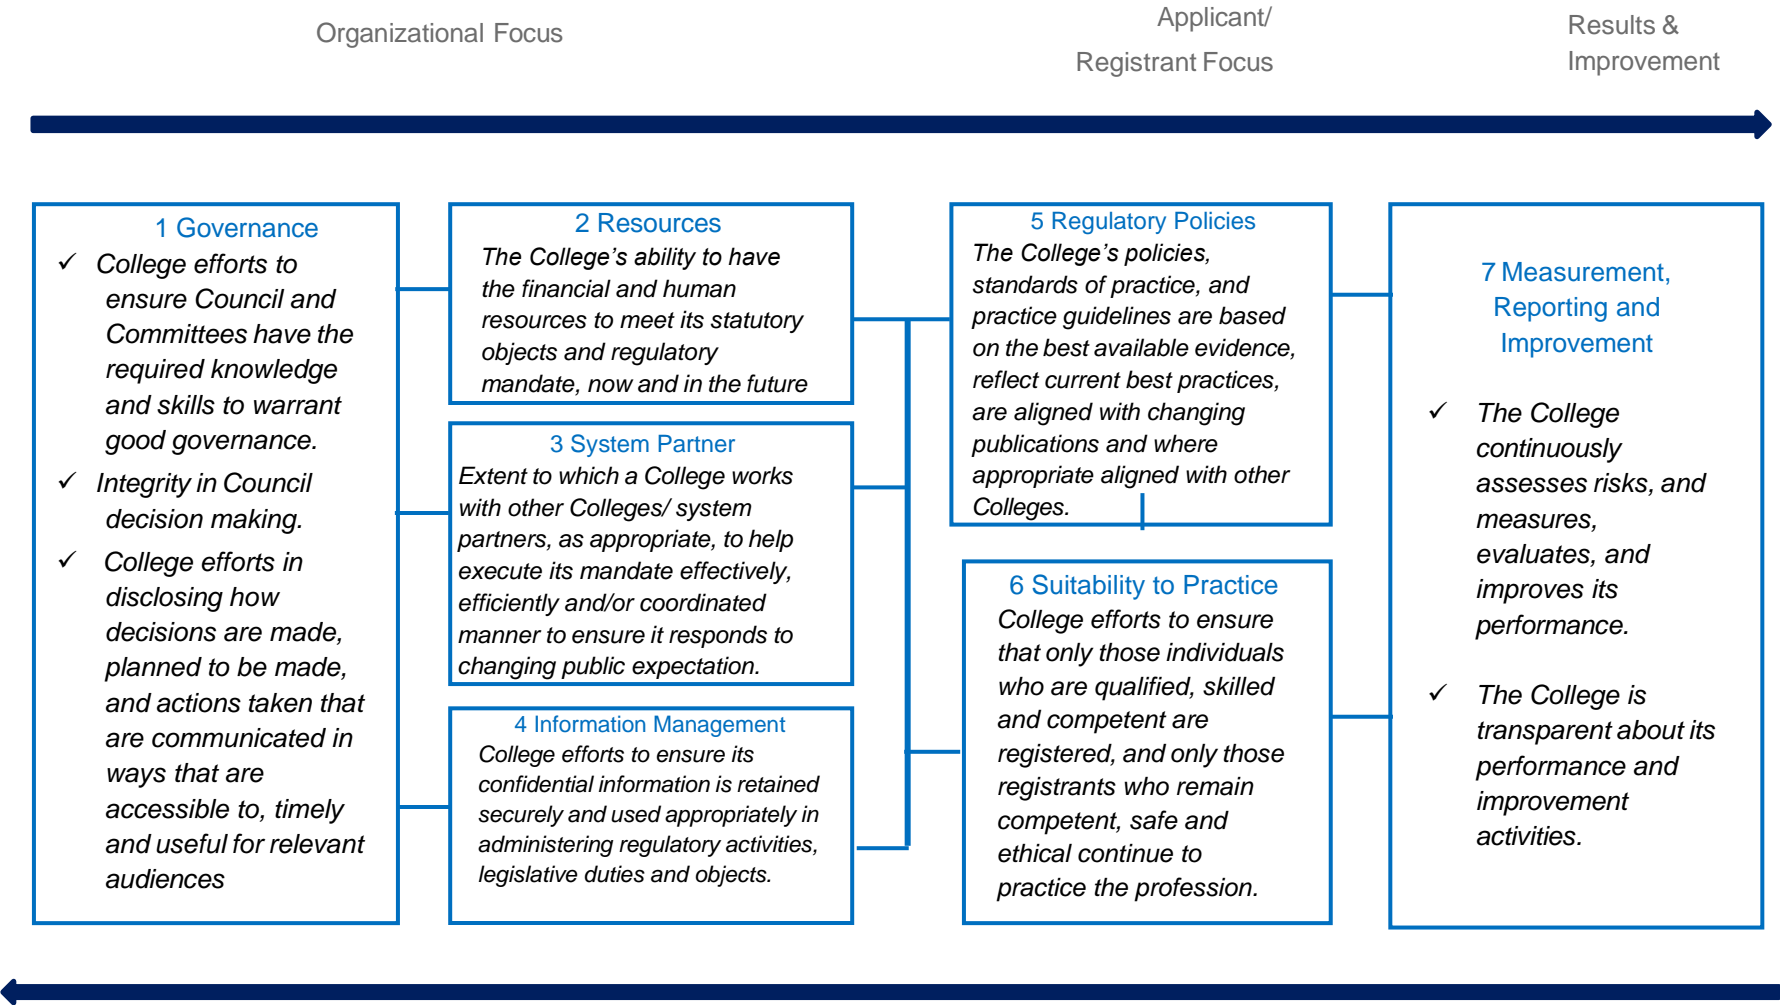 Organizational Focus
Applicant/
Registrant Focus
Results &
Improvement
1 Governance
✓ College efforts to
ensure Council and
Committees have the
required knowledge
and skills to warrant
good governance.
✓ Integrity in Council
decision making.
✓ College efforts in
disclosing how
decisions are made,
planned to be made,
and actions taken that
are communicated in
ways that are
accessible to, timely
and useful for relevant
audiences
2 Resources
The College’s ability to have
the financial and human
resources to meet its statutory
objects and regulatory
mandate, now and in the future
3 System Partner
Extent to which a College works
with other Colleges/ system
partners, as appropriate, to help
execute its mandate effectively,
efficiently and/or coordinated
manner to ensure it responds to
changing public expectation.
4 Information Management
College efforts to ensure its
confidential information is retained
securely and used appropriately in
administering regulatory activities,
legislative duties and objects.
5 Regulatory Policies
The College’s policies,
standards of practice, and
practice guidelines are based
on the best available evidence,
reflect current best practices,
are aligned with changing
publications and where
appropriate aligned with other
Colleges.
6 Suitability to Practice
College efforts to ensure
that only those individuals
who are qualified, skilled
and competent are
registered, and only those
registrants who remain
competent, safe and
ethical continue to
practice the profession.
7 Measurement,
Reporting and
Improvement
✓ The College
continuously
assesses risks, and
measures,
evaluates, and
improves its
performance.
✓ The College is
transparent about its
performance and
improvement
activities.